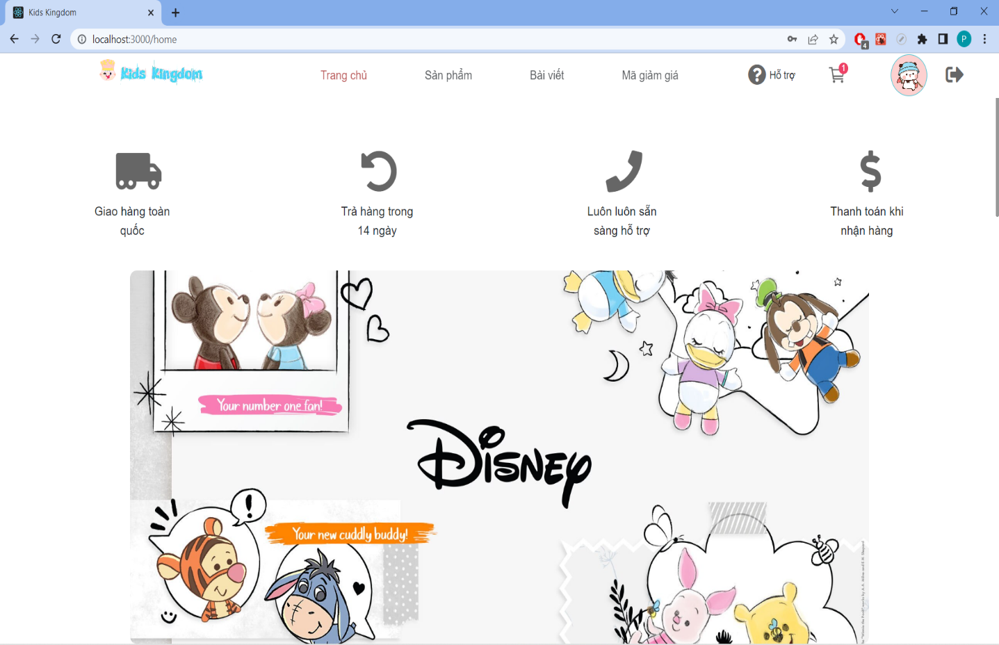 Kids Kingdom
localhost:3000/home
4
P
Kids Kingdom
Trang chủ
Sản phẩm
Bài viết
Mã giảm giá
Hỗ trợ
1
Giao hàng toàn
quốc
Trả hàng trong
14 ngày
Luôn luôn sẵn
sàng hỗ trợ
Thanh toán khi
nhận hàng
Your number one fan!
Disney
!
Your new cuddly buddy!